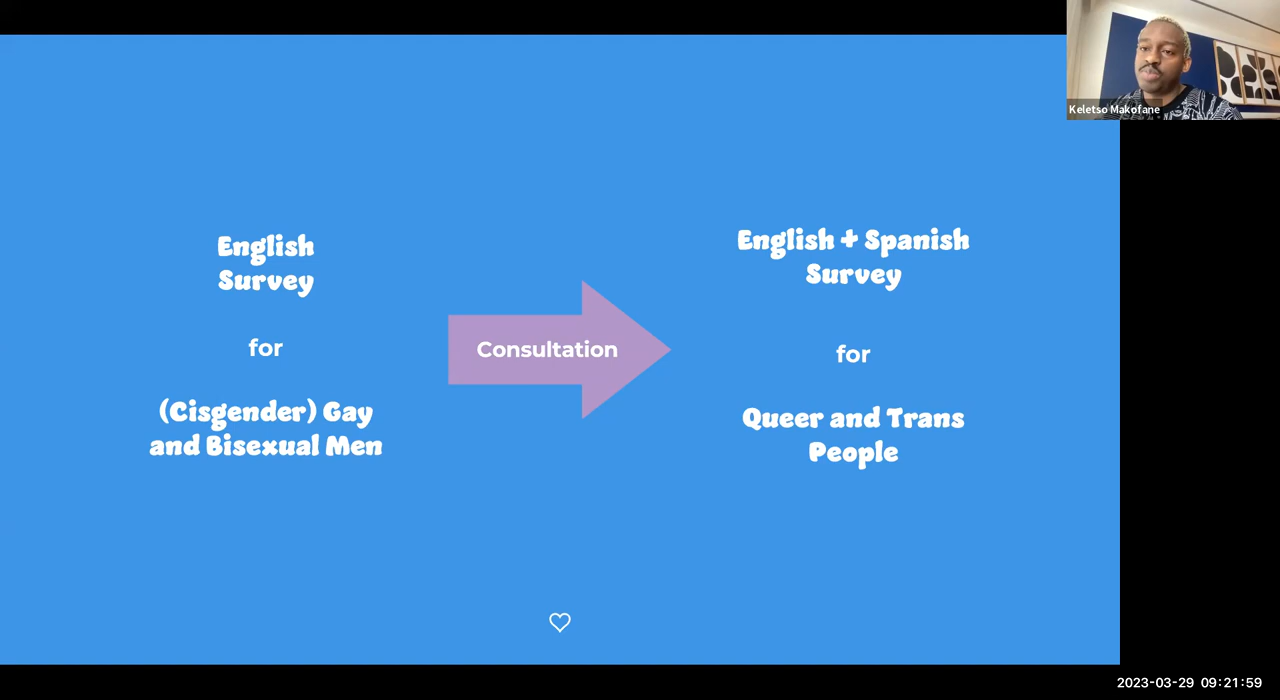 Keletso Makofane
English
Survey
for
(Cisgender) Gay
and Bisexual Men
Consultation
English + Spanish
Survey
for
Queer and Trans
People
2023-03-29 09:21:59